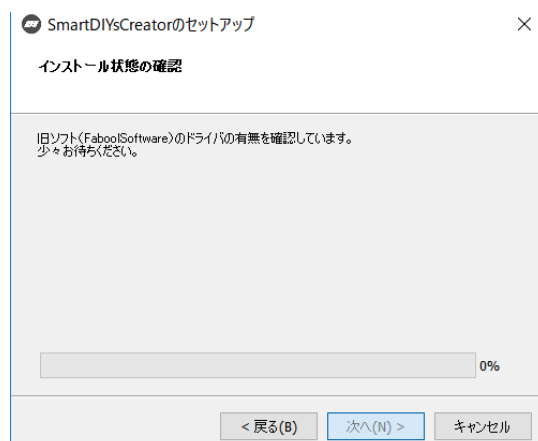 SmartDIYsCreatorのセットアップ
インストール状態の確認
旧ソフト(FaboolSoftware)のドライバの有無を確認しています。
少々お待ちください。
0%
< 戻る(B)
次へ(N) >
キャンセル